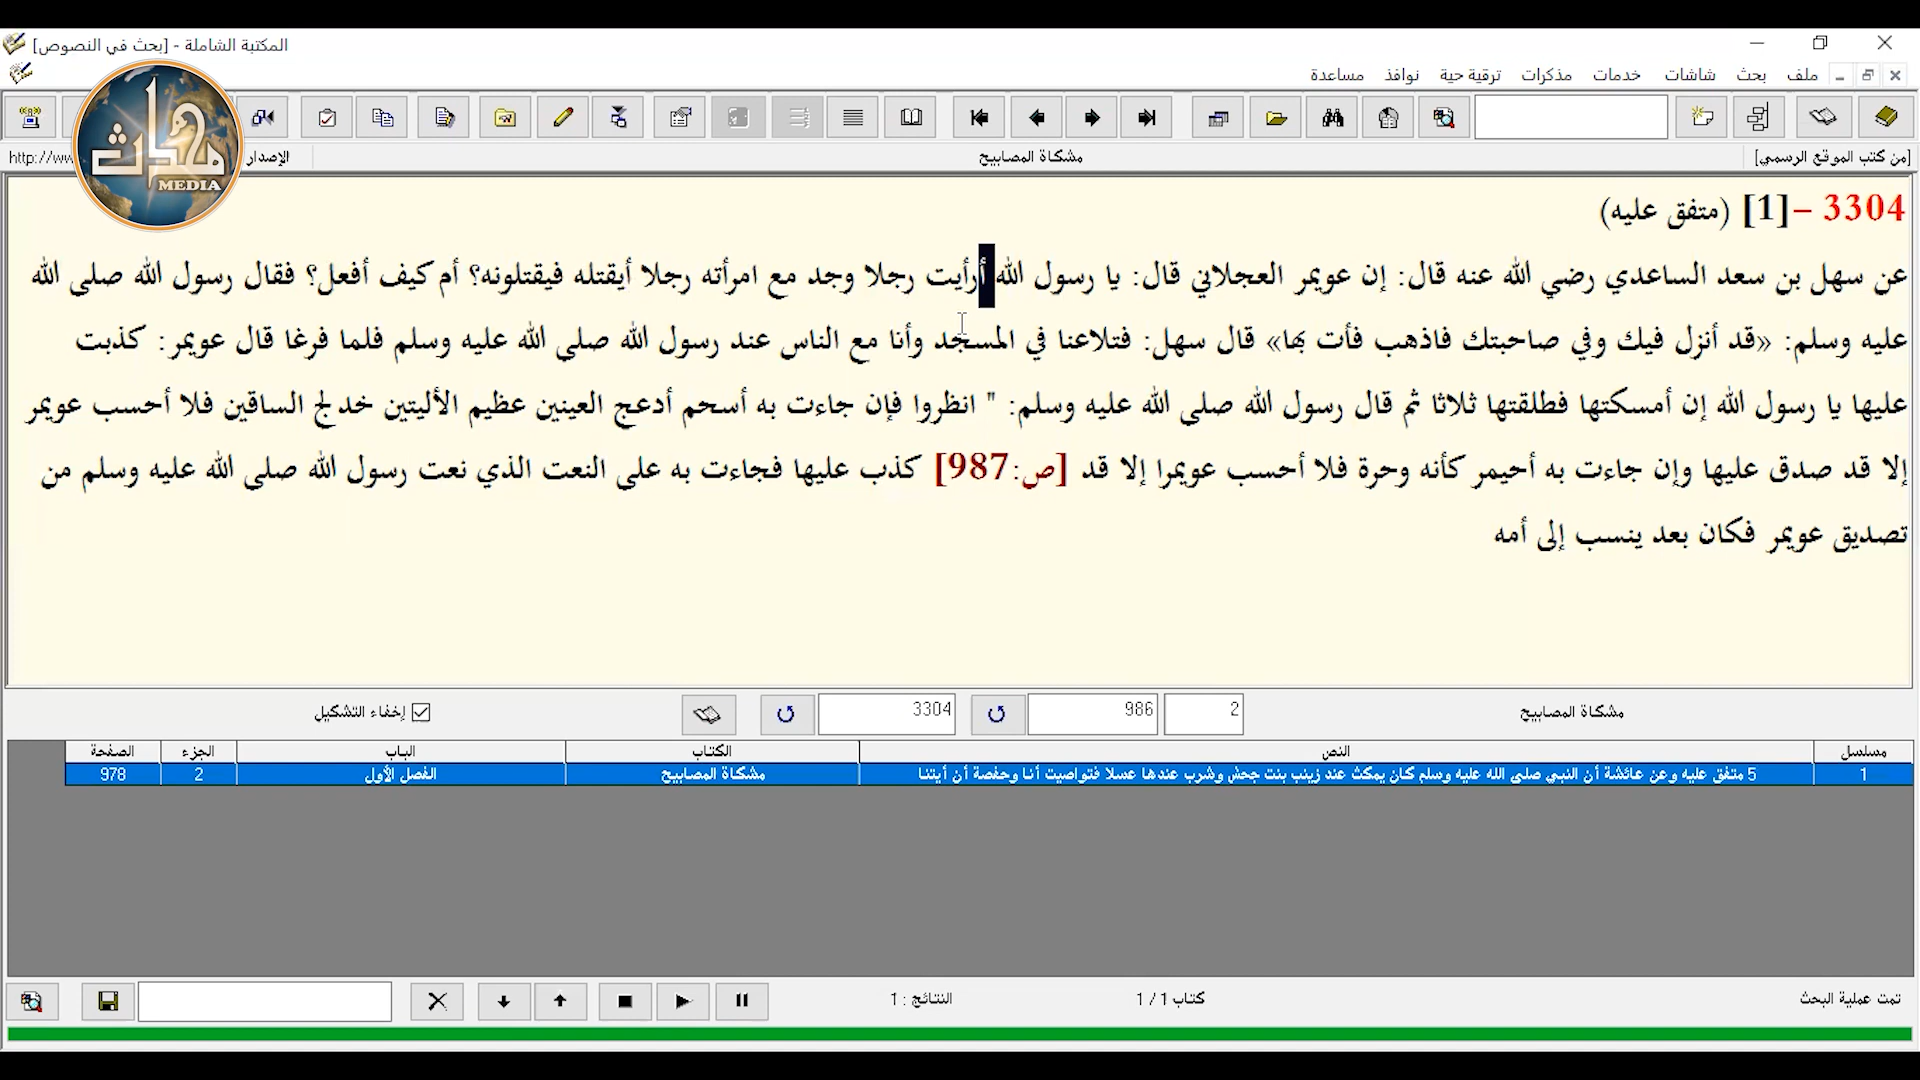 المكتبة الشاملة - [بحث في النصوص]
ملف بحث شاشات خدمات مذكرات ترقية حية نوافذ مساعدة
محدث
MEDIA
[من كتب الموقع الرسمي] مشكاة المصابيح الإصدار http://ww
3304 - [1] (متفق عليه)
عن سهل بن سعد الساعدي رضي الله عنه قال: إن عويمر العجلاني قال: يا رسول الله أرأيت رجلا وجد مع امرأته رجلا أيقتله فيقتلونه؟ أم كيف أفعل؟ فقال رسول الله صلى الله
عليه وسلم: «قد أنزل فيك وفي صاحبتك فاذهب فأت بها» قال سهل: فتلاعنا في المسجد وأنا مع الناس عند رسول الله صلى الله عليه وسلم فلما فرغا قال عويمر: كذبت
عليها يا رسول الله إن أمسكتها فطلقتها ثلاثا ثم قال رسول الله صلى الله عليه وسلم: " انظروا فإن جاءت به أسحم أدعج العينين عظيم الأليتين خدلج الساقين فلا أحسب عويمر
إلا قد صدق عليها وإن جاءت به أحيمر كأنه وحرة فلا أحسب عويمرا إلا قد [ص:987] كذب عليها فجاءت به على النعت الذي نعت رسول الله صلى الله عليه وسلم من
تصديق عويمر فكان بعد ينسب إلى أمه
مشكاة المصابيح 2 986 3304 إخفاء التشكيل
مسلسل النص الكتاب الباب الجزء الصفحة
1 5 متفق عليه وعن عائشة أن النبي صلى الله عليه وسلم كان يمكث عند زينب بنت جحش وشرب عندها عسلا فتواصيت أنا وحفصة أن أيتنا مشكاة المصابيح الفصل الأول 2 978
تمت عملية البحث كتاب 1 / 1 النتائج : 1